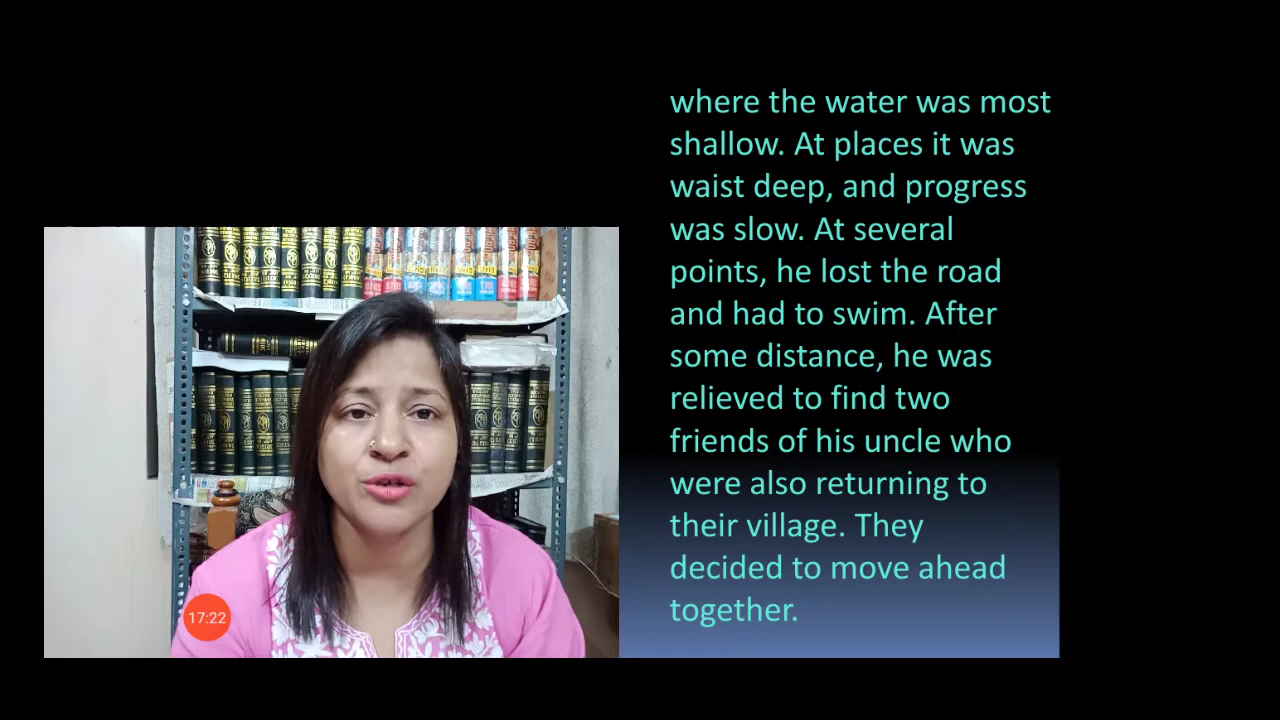 where the water was most
shallow. At places it was
waist deep, and progress
was slow. At several
points, he lost the road
and had to swim. After
some distance, he was
relieved to find two
friends of his uncle who
were also returning to
their village. They
decided to move ahead
together.
17:22